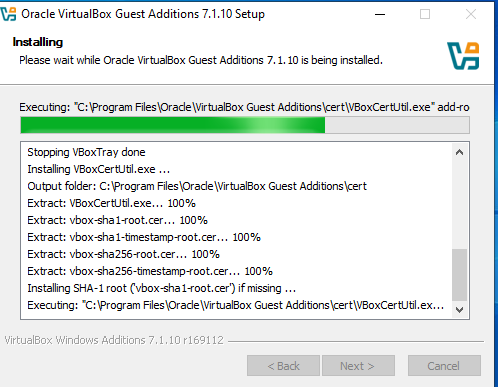 Oracle VirtualBox Guest Additions 7.1.10 Setup
Installing
Please wait while Oracle VirtualBox Guest Additions 7.1.10 is being installed.
Executing: "C:\Program Files\Oracle\VirtualBox Guest Additions\cert\VBoxCertUtil.exe" add-ro
Stopping VBoxTray done
Installing VBoxCertUtil.exe ...
Output folder: C:\Program Files\Oracle\VirtualBox Guest Additions\cert
Extract: VBoxCertUtil.exe... 100%
Extract: vbox-sha1-root.cer... 100%
Extract: vbox-sha1-timestamp-root.cer... 100%
Extract: vbox-sha256-root.cer... 100%
Extract: vbox-sha256-timestamp-root.cer... 100%
Installing SHA-1 root ('vbox-sha1-root.cer') if missing ...
Executing: "C:\Program Files\Oracle\VirtualBox Guest Additions\cert\VBoxCertUtil.ex...
VirtualBox Windows Additions 7.1.10 r169112
< Back Next > Cancel